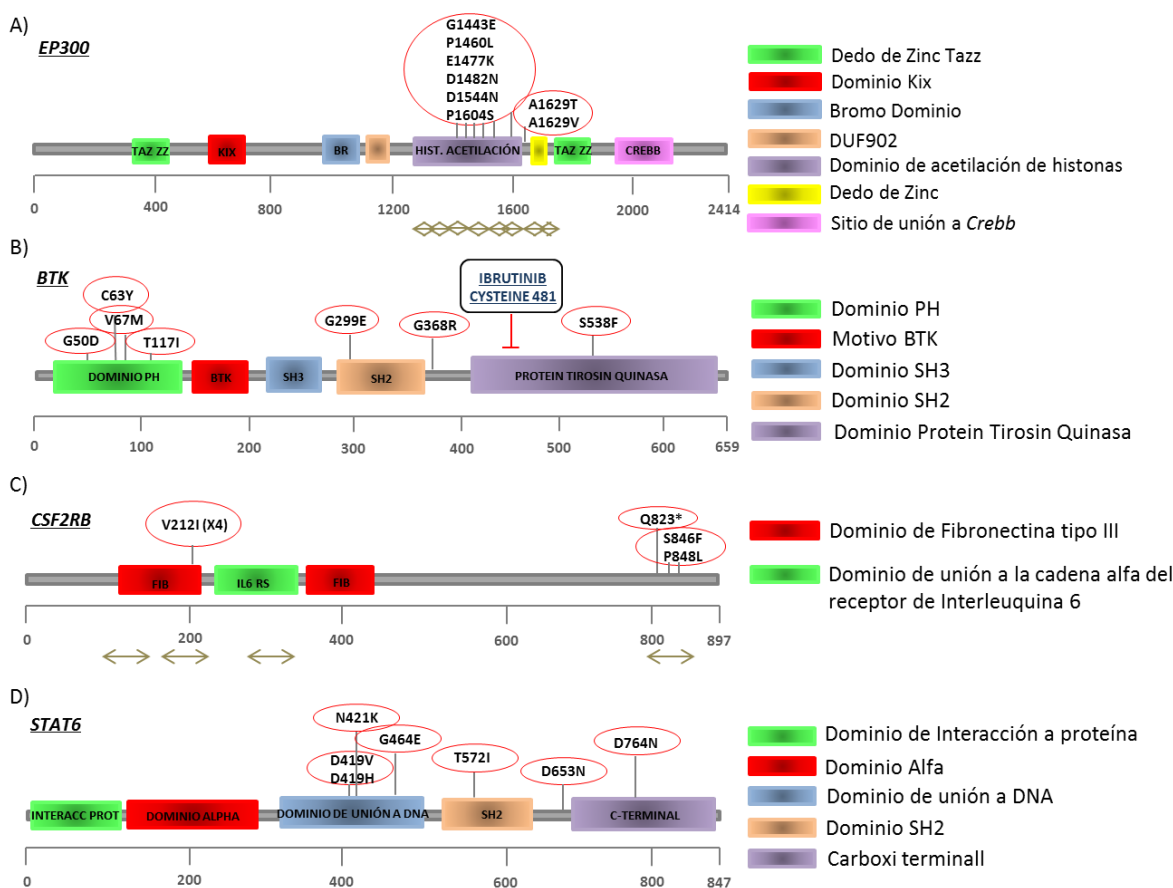 A)
EP300
G1443E
P1460L
E1477K
D1482N
D1544N
P1604S
A1629T
A1629V
TAZ ZZ
KIX
BR
HIST. ACETILACIÓN
TAZ ZZ
CREBB
0
400
800
1200
1600
2000
2414
Dedo de Zinc Tazz
Dominio Kix
Bromo Dominio
DUF902
Dominio de acetilación de histonas
Dedo de Zinc
Sitio de unión a Crebb
B)
BTK
IBRUTINIB
CYSTEINE 481
C63Y
V67M
G50D
T117I
G299E
G368R
S538F
DOMINIO PH
BTK
SH3
SH2
PROTEIN TIROSIN QUINASA
0
100
200
300
400
500
600
659
Dominio PH
Motivo BTK
Dominio SH3
Dominio SH2
Dominio Protein Tirosin Quinasa
C)
CSF2RB
V212I (X4)
Q823*
S846F
P848L
FIB
IL6 RS
FIB
0
200
400
600
800
897
Dominio de Fibronectina tipo III
Dominio de unión a la cadena alfa del
receptor de Interleuquina 6
D)
STAT6
N421K
G464E
D419V
D419H
T572I
D653N
D764N
INTERACC PROT
DOMINIO ALPHA
DOMINIO DE UNIÓN A DNA
SH2
C-TERMINAL
0
200
400
600
800
847
Dominio de Interacción a proteína
Dominio Alfa
Dominio de unión a DNA
Dominio SH2
Carboxi terminall